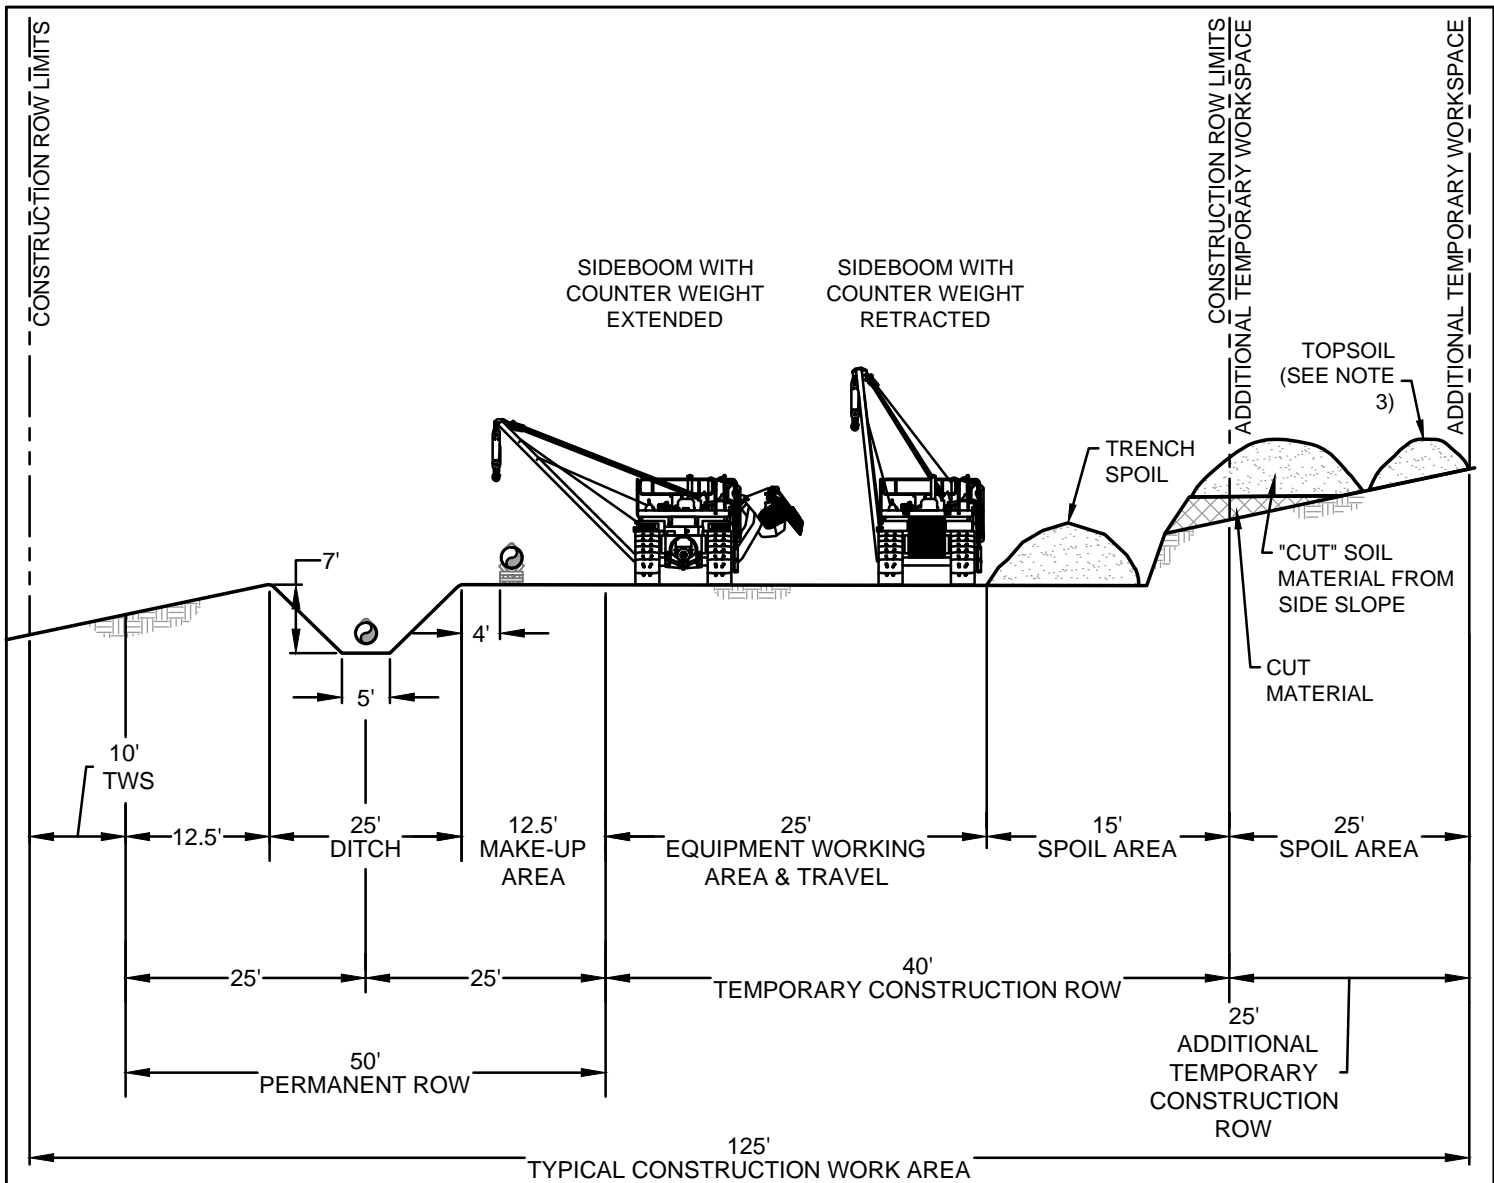 CONSTRUCTION ROW LIMITS
CONSTRUCTION ROW LIMITS
ADDITIONAL TEMPORARY WORKSPACE
ADDITIONAL TEMPORARY WORKSPACE
SIDEBOOM WITH
COUNTER WEIGHT
EXTENDED
SIDEBOOM WITH
COUNTER WEIGHT
RETRACTED
TOPSOIL
(SEE NOTE
3)
TRENCH
SPOIL
"CUT" SOIL
MATERIAL FROM
SIDE SLOPE
CUT
MATERIAL
7'
4'
5'
10'
TWS
12.5'
25'
DITCH
12.5'
MAKE-UP
AREA
25'
EQUIPMENT WORKING
AREA & TRAVEL
15'
SPOIL AREA
25'
SPOIL AREA
25'
25'
40'
TEMPORARY CONSTRUCTION ROW
25'
ADDITIONAL
TEMPORARY
CONSTRUCTION
ROW
50'
PERMANENT ROW
125'
TYPICAL CONSTRUCTION WORK AREA